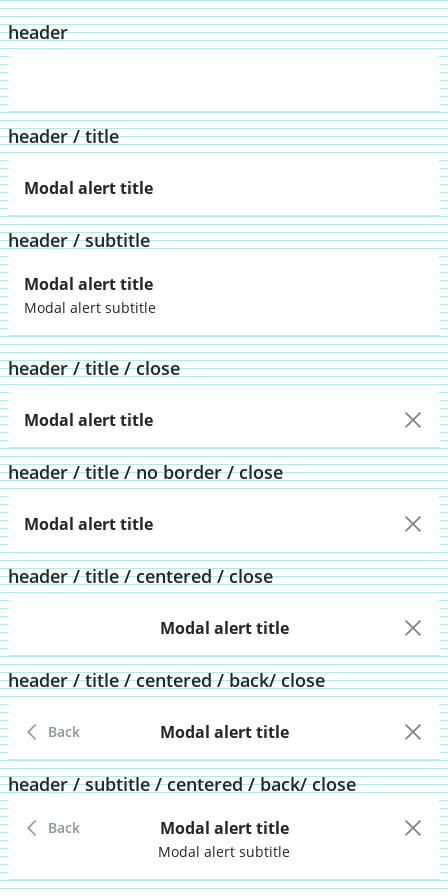 header
header / title
Modal alert title
header / subtitle
Modal alert title
Modal alert subtitle
header / title / close
Modal alert title
header / title / no border / close
Modal alert title
header / title / centered / close
Modal alert title
header / title / centered / back/ close
Back Modal alert title
header / subtitle / centered / back/ close
Back Modal alert title
Modal alert subtitle